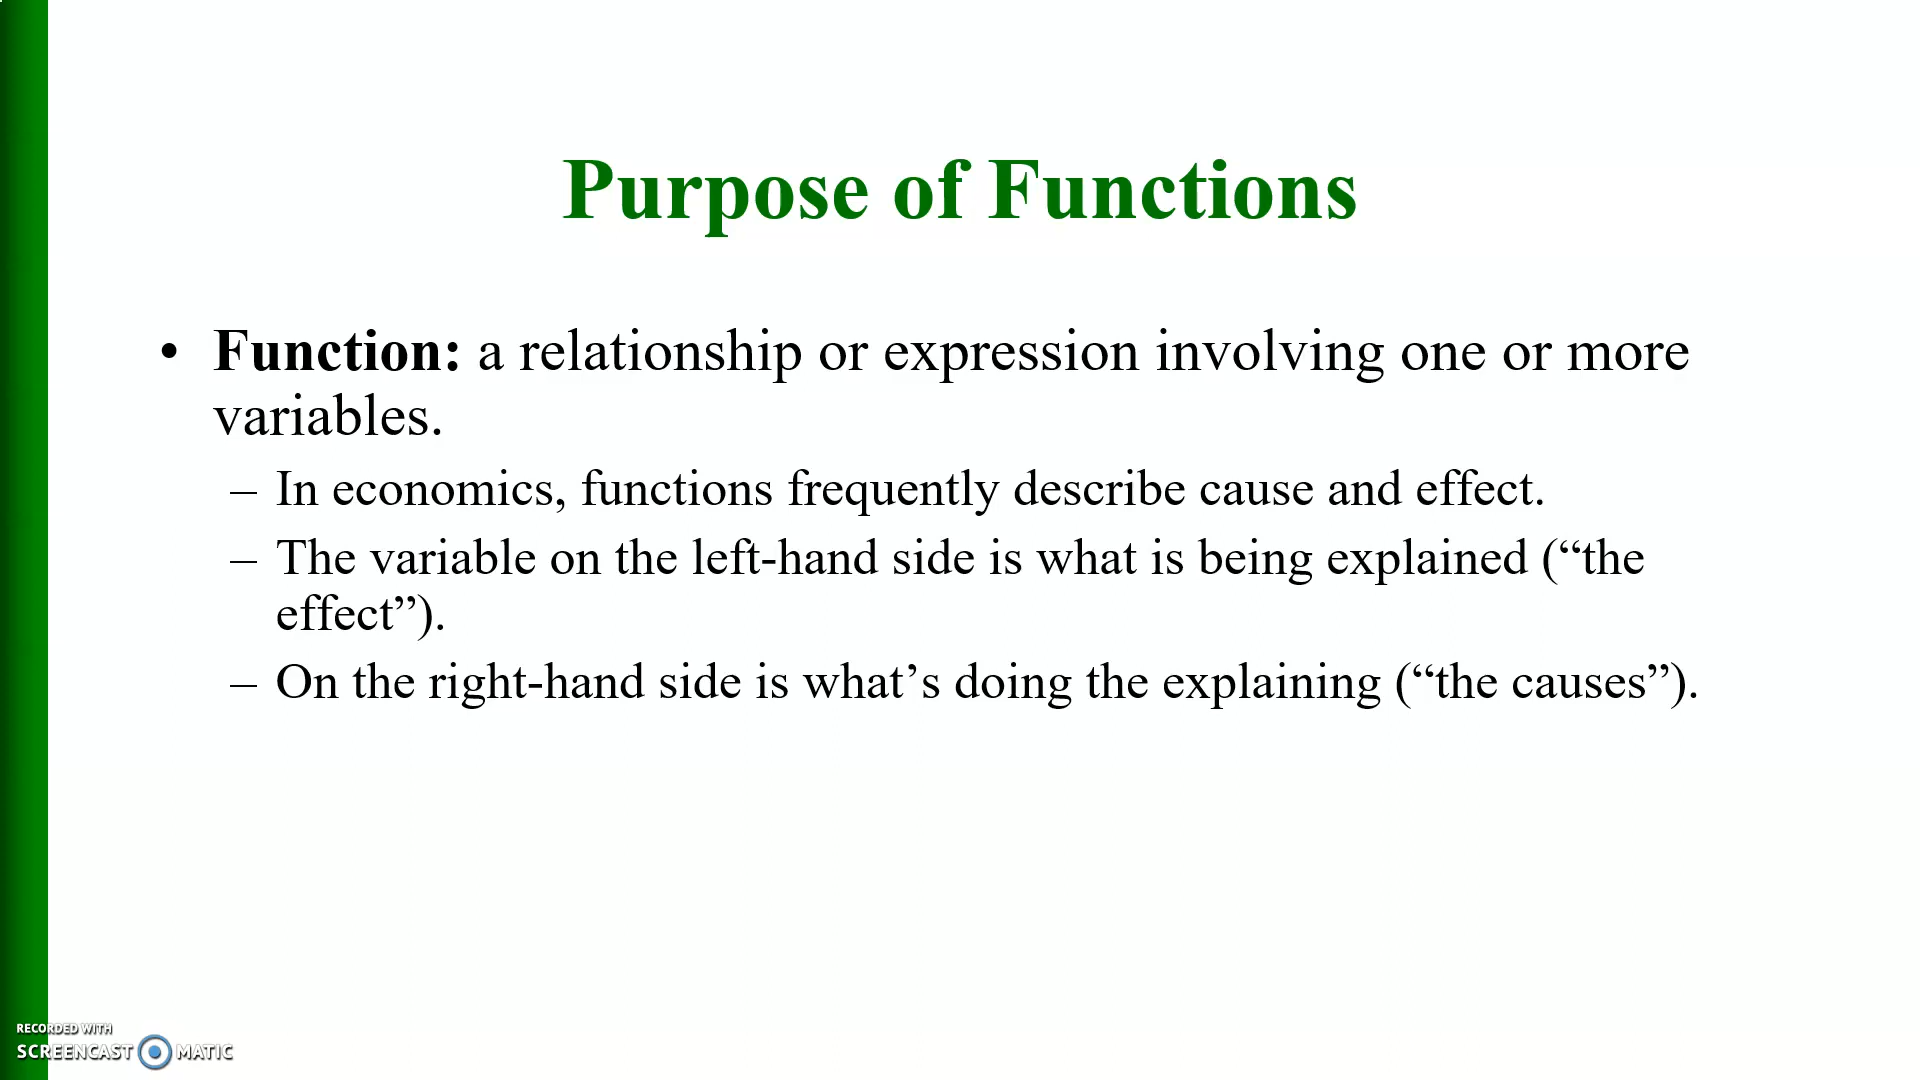 Purpose of Functions
• Function: a relationship or expression involving one or more
variables.
– In economics, functions frequently describe cause and effect.
– The variable on the left-hand side is what is being explained (“the
effect”).
– On the right-hand side is what’s doing the explaining (“the causes”).
RECORDED WITH
SCREENCAST MATIC